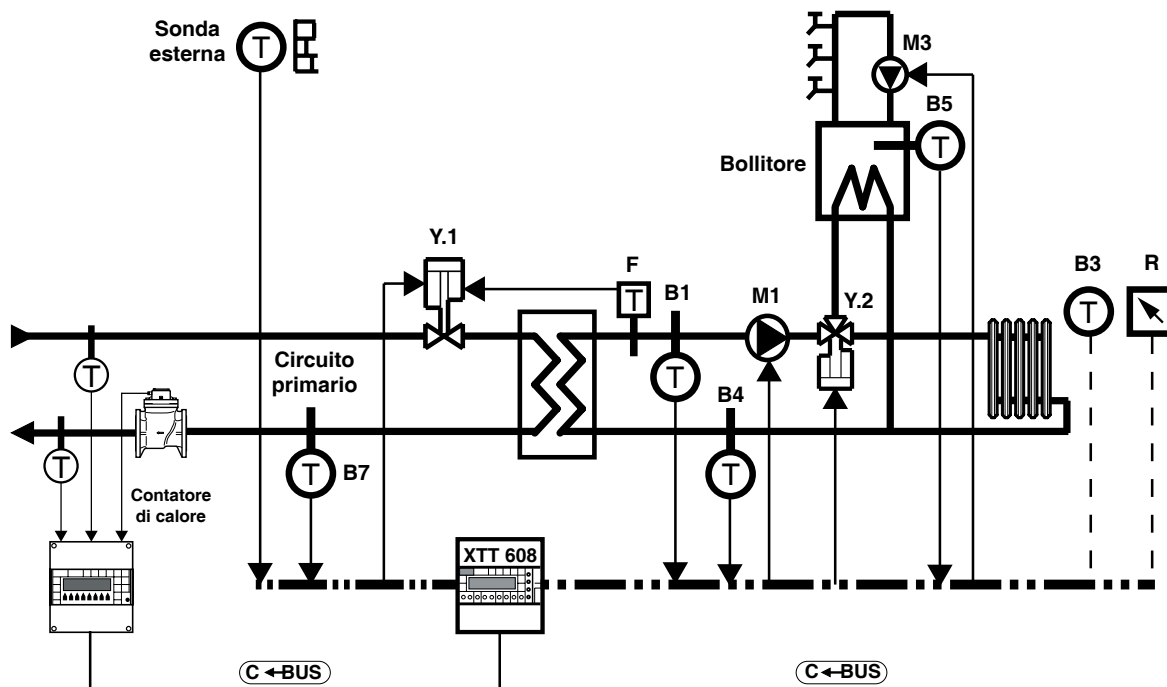 Sonda
esterna
T
M3
B5
T
Bollitore
Y.1
F
T
B1
M1
Y.2
B3
R
T
T
Circuito
primario
T
B4
T
T
B7
T
Contatore
di calore
XTT 608
C BUS
C BUS